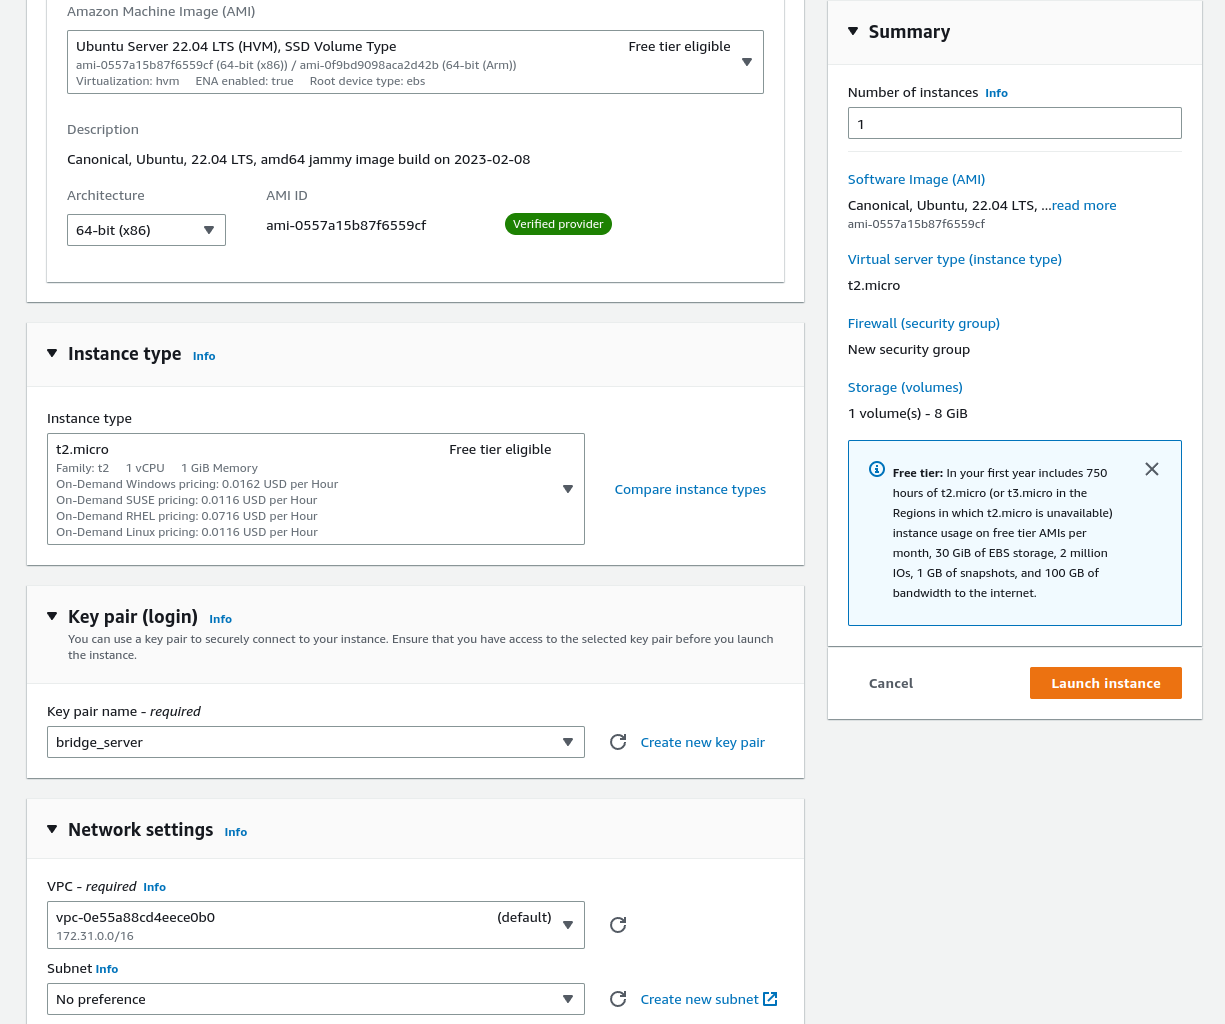 Amazon Machine Image (AMI)
Ubuntu Server 22.04 LTS (HVM), SSD Volume Type Free tier eligible
ami-0557a15b87f6559cf (64-bit (x86)) / ami-0f9bd9098aca2d42b (64-bit (Arm))
Virtualization: hvm ENA enabled: true Root device type: ebs
Description
Canonical, Ubuntu, 22.04 LTS, amd64 jammy image build on 2023-02-08
Architecture AMI ID
64-bit (x86) ami-0557a15b87f6559cf Verified provider
Instance type Info
Instance type
t2.micro Free tier eligible
Family: t2 1 vCPU 1 GiB Memory
On-Demand Windows pricing: 0.0162 USD per Hour
On-Demand SUSE pricing: 0.0116 USD per Hour
On-Demand RHEL pricing: 0.0716 USD per Hour
On-Demand Linux pricing: 0.0116 USD per Hour
Compare instance types
Key pair (login) Info
You can use a key pair to securely connect to your instance. Ensure that you have access to the selected key pair before you launch
the instance.
Key pair name - required
bridge_server Create new key pair
Network settings Info
VPC - required Info
vpc-0e55a88cd4eece0b0 (default)
172.31.0.0/16
Subnet Info
No preference Create new subnet
Summary
Number of instances Info
1
Software Image (AMI)
Canonical, Ubuntu, 22.04 LTS, ...read more
ami-0557a15b87f6559cf
Virtual server type (instance type)
t2.micro
Firewall (security group)
New security group
Storage (volumes)
1 volume(s) - 8 GiB
Free tier: In your first year includes 750
hours of t2.micro (or t3.micro in the
Regions in which t2.micro is unavailable)
instance usage on free tier AMIs per
month, 30 GiB of EBS storage, 2 million
IOs, 1 GB of snapshots, and 100 GB of
bandwidth to the internet.
Cancel Launch instance